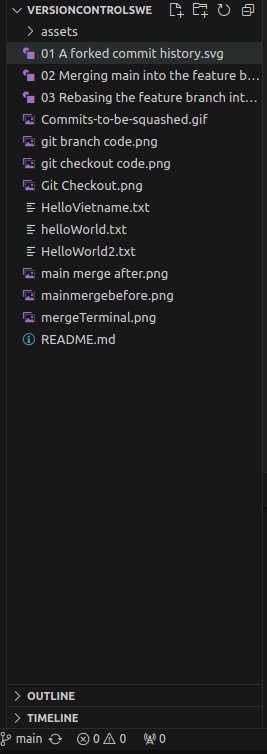 VERSIONCONTROLSWE
assets
01 A forked commit history.svg
02 Merging main into the feature b...
03 Rebasing the feature branch int...
Commits-to-be-squashed.gif
git branch code.png
git checkout code.png
Git Checkout.png
HelloVietname.txt
helloWorld.txt
HelloWorld2.txt
main merge after.png
mainmergebefore.png
mergeTerminal.png
README.md
OUTLINE
TIMELINE
main 0 0 0